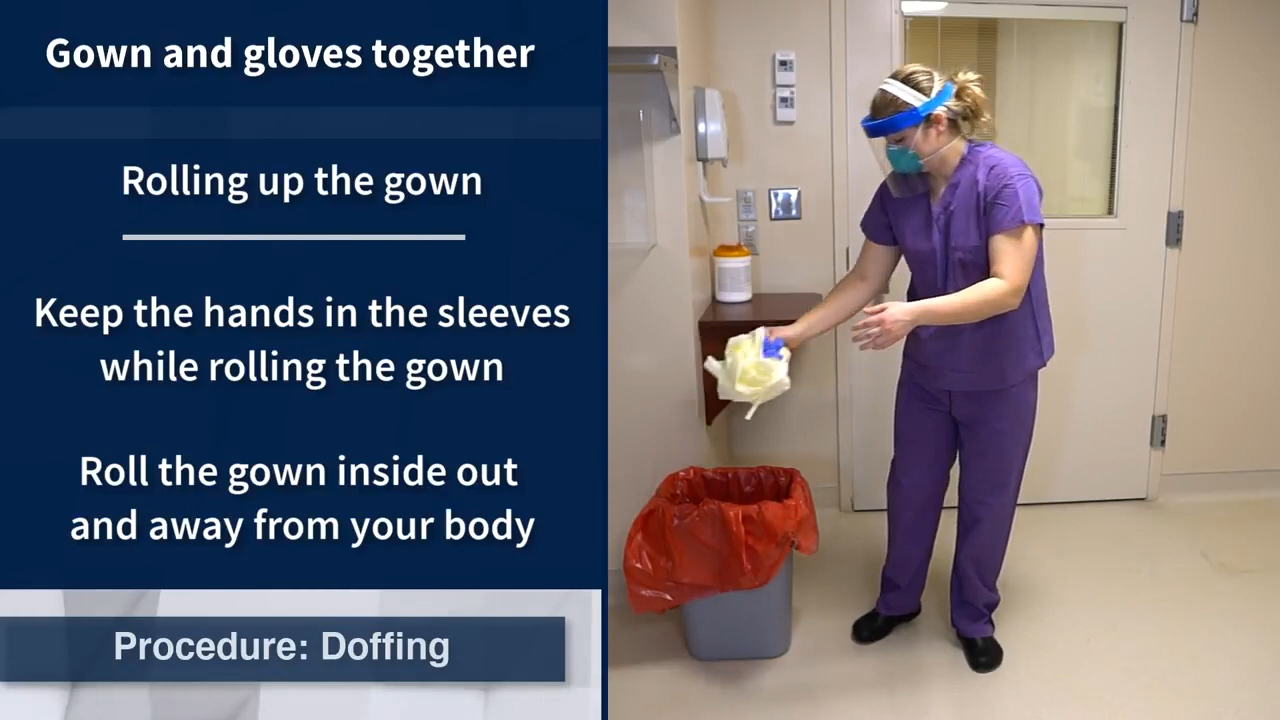 Gown and gloves together
Rolling up the gown
Keep the hands in the sleeves
while rolling the gown
Roll the gown inside out
and away from your body
Procedure: Doffing